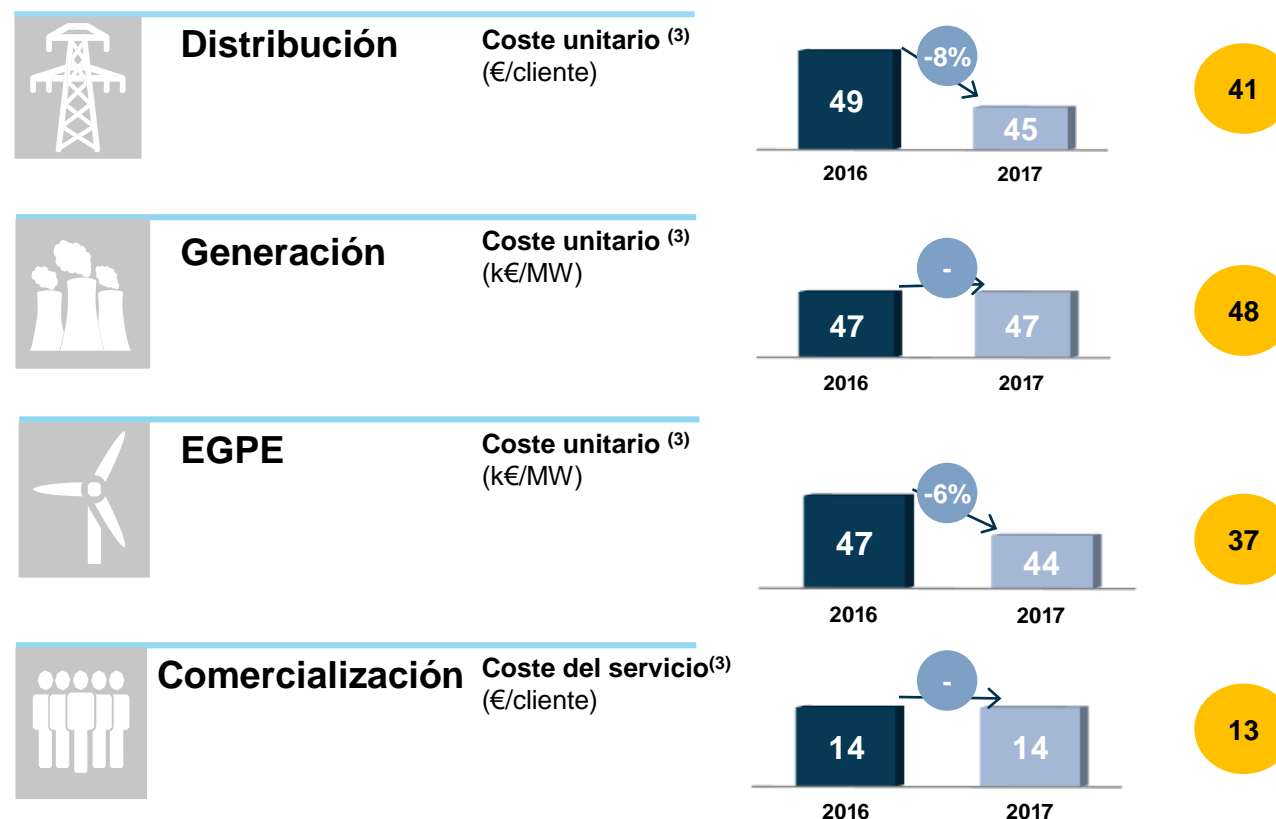 Distribución
Coste unitario (3)
(€/cliente)
-8%
49
45
2016
2017
41
Generación
Coste unitario (3)
(k€/MW)
-
47
47
2016
2017
48
EGPE
Coste unitario (3)
(k€/MW)
-6%
47
44
2016
2017
37
Comercialización
Coste del servicio(3)
(€/cliente)
-
14
14
2016
2017
13